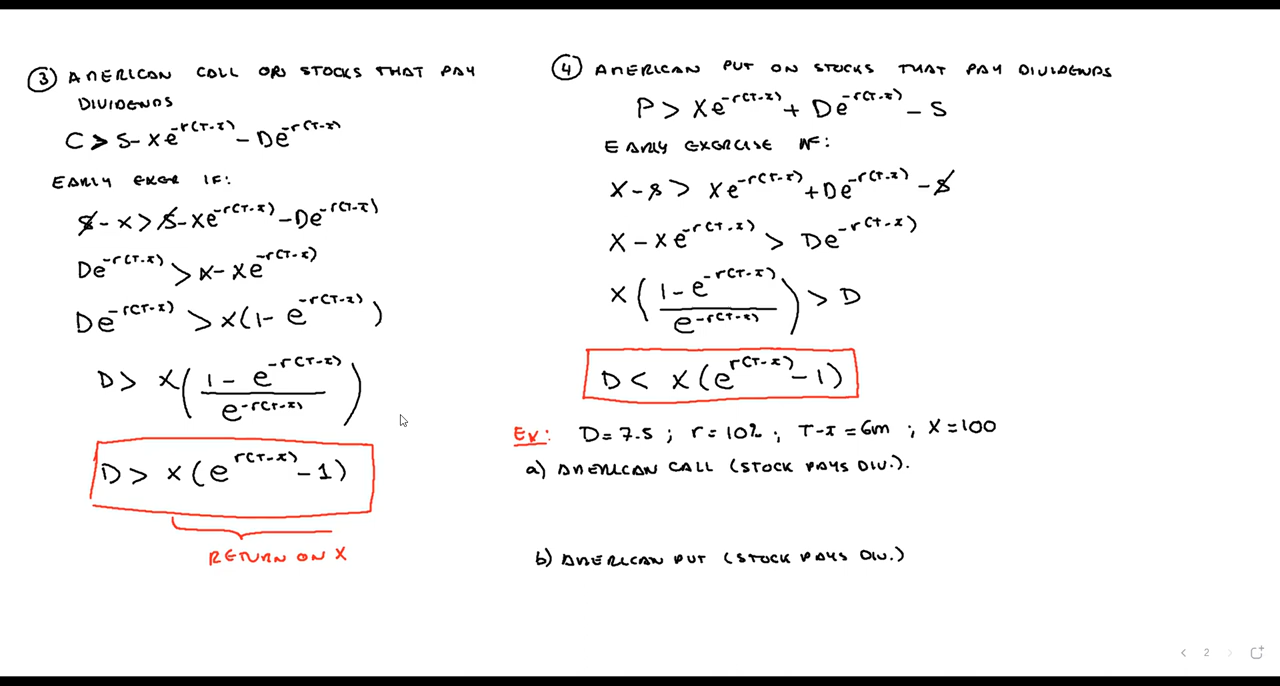 ③ AMERICAN CALL ON STOCKS THAT PAY
DIVIDENDS
C > S - Xe^-r(T-t) - De^-r(T-t)
EARLY EXER IF:
S - X > S - Xe^-r(T-t) - De^-r(T-t)
De^-r(T-t) > X - Xe^-r(T-t)
De^-r(T-t) > X(1 - e^-r(T-t))
D > X( (1 - e^-r(T-t)) / e^-r(T-t) )
D > X(e^r(T-t) - 1)
RETURN ON X
④ AMERICAN PUT ON STOCKS THAT PAY DIVIDENDS
P > Xe^-r(T-t) + De^-r(T-t) - S
EARLY EXERCISE IF:
X - S > Xe^-r(T-t) + De^-r(T-t) - S
X - Xe^-r(T-t) > De^-r(T-t)
X( (1 - e^-r(T-t)) / e^-r(T-t) ) > D
D < X(e^r(T-t) - 1)
Ex: D = 7.5 ; r = 10% ; T-t = 6m ; X = 100
a) AMERICAN CALL (STOCK PAYS DIV.).
b) AMERICAN PUT (STOCK PAYS DIV.)
2